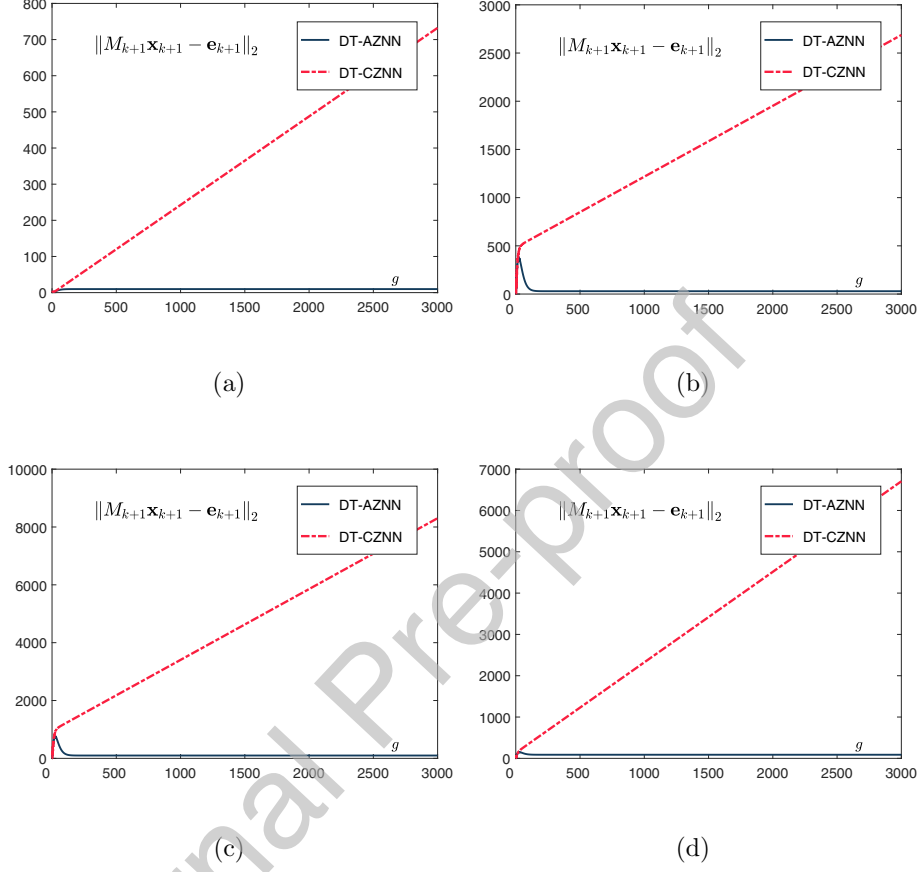 800
700
600
500
400
300
200
100
0
‖M_{k+1}x_{k+1} − e_{k+1}‖₂
DT-AZNN
DT-CZNN
g
0 500 1000 1500 2000 2500 3000
(a)
3000
2500
2000
1500
1000
500
0
‖M_{k+1}x_{k+1} − e_{k+1}‖₂
DT-AZNN
DT-CZNN
g
0 500 1000 1500 2000 2500 3000
(b)
10000
8000
6000
4000
2000
0
‖M_{k+1}x_{k+1} − e_{k+1}‖₂
DT-AZNN
DT-CZNN
g
0 500 1000 1500 2000 2500 3000
(c)
7000
6000
5000
4000
3000
2000
1000
0
‖M_{k+1}x_{k+1} − e_{k+1}‖₂
DT-AZNN
DT-CZNN
g
0 500 1000 1500 2000 2500 3000
(d)
nal Pre-proof